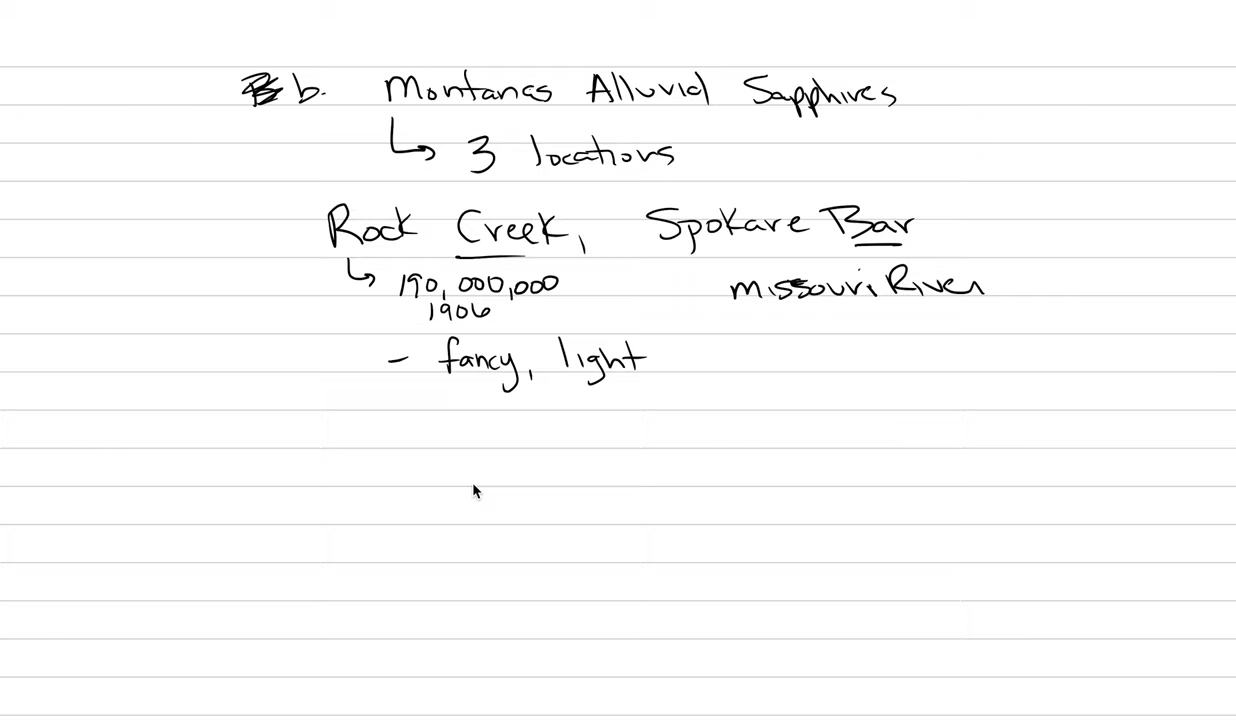 b. Montanas Alluvial Sapphires
↳ 3 locations
Rock Creek, Spokane Bar
↳ 190,000,000 missouri River
1906
- fancy, light